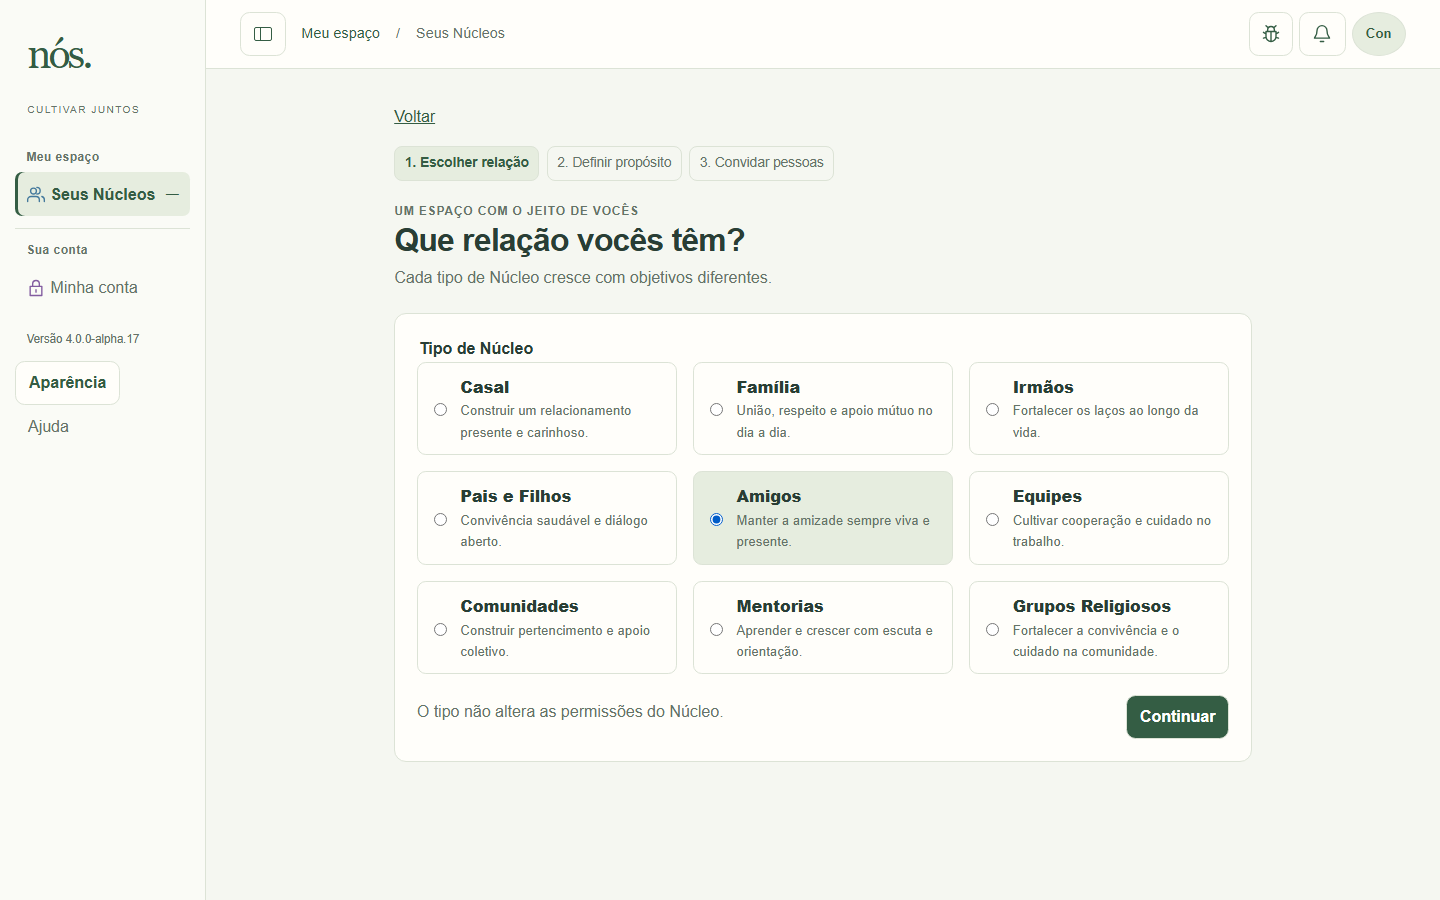 nós.
CULTIVAR JUNTOS
Meu espaço
Seus Núcleos —
Sua conta
Minha conta
Versão 4.0.0-alpha.17
Aparência
Ajuda
Meu espaço / Seus Núcleos
Con
Voltar
1. Escolher relação
2. Definir propósito
3. Convidar pessoas
UM ESPAÇO COM O JEITO DE VOCÊS
Que relação vocês têm?
Cada tipo de Núcleo cresce com objetivos diferentes.
Tipo de Núcleo
Casal
Construir um relacionamento
presente e carinhoso.
Família
União, respeito e apoio mútuo no
dia a dia.
Irmãos
Fortalecer os laços ao longo da
vida.
Pais e Filhos
Convivência saudável e diálogo
aberto.
Amigos
Manter a amizade sempre viva e
presente.
Equipes
Cultivar cooperação e cuidado no
trabalho.
Comunidades
Construir pertencimento e apoio
coletivo.
Mentorias
Aprender e crescer com escuta e
orientação.
Grupos Religiosos
Fortalecer a convivência e o
cuidado na comunidade.
O tipo não altera as permissões do Núcleo.
Continuar